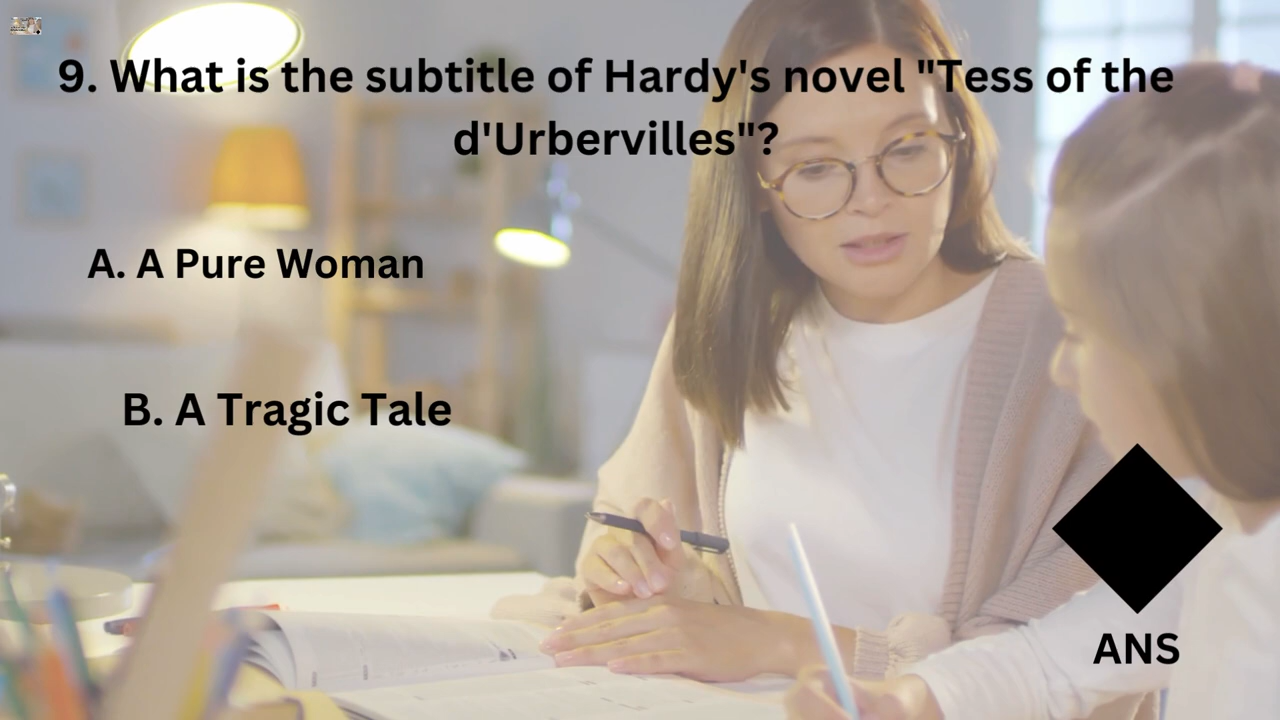 9. What is the subtitle of Hardy's novel "Tess of the
d'Urbervilles"?
A. A Pure Woman
B. A Tragic Tale
ANS